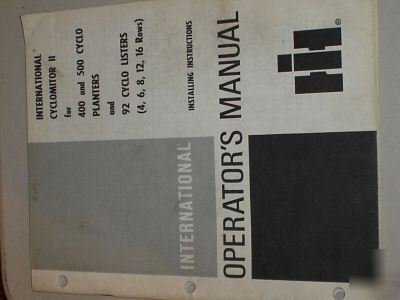 INTERNATIONAL®
CYCLOMITOR II
for
400 and 500 CYCLO
PLANTERS
and
92 CYCLO LISTERS
(4, 6, 8, 12, 16 Rows)
INSTALLING INSTRUCTIONS
INTERNATIONAL®
OPERATOR'S MANUAL
IH®